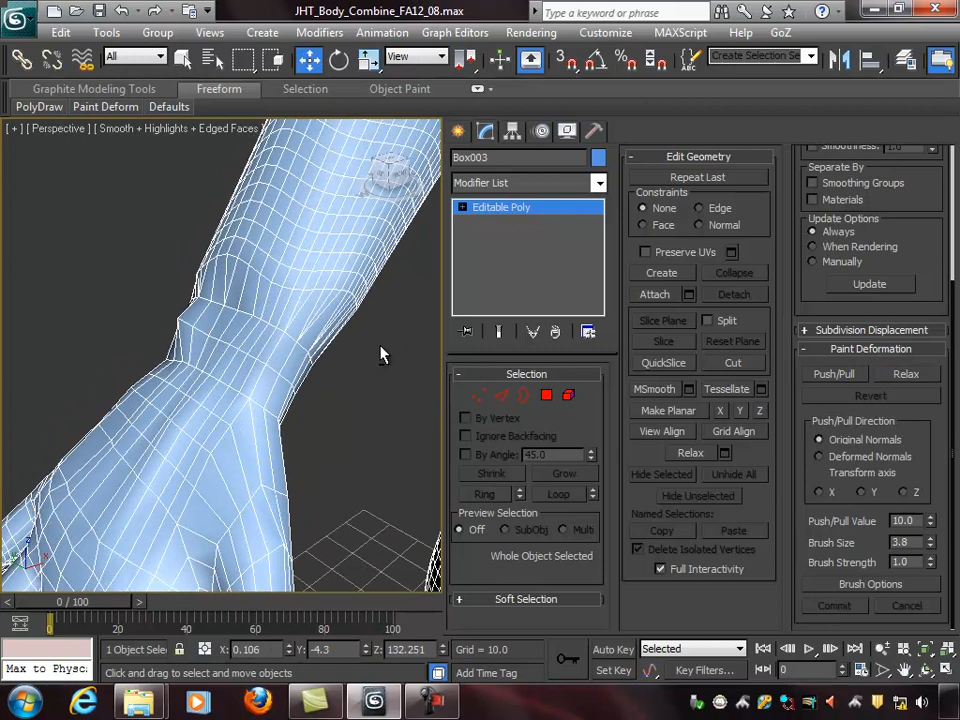 JHT_Body_Combine_FA12_08.max
Type a keyword or phrase
Edit Tools Group Views Create Modifiers Animation Graph Editors Rendering Customize MAXScript Help GoZ
All View Create Selection Se
Graphite Modeling Tools Freeform Selection Object Paint
PolyDraw Paint Deform Defaults
[ + ] [ Perspective ] [ Smooth + Highlights + Edged Faces ]
Box003
Modifier List
Editable Poly
Selection
By Vertex
Ignore Backfacing
By Angle: 45.0
Shrink Grow
Ring Loop
Preview Selection
Off SubObj Multi
Whole Object Selected
Soft Selection
Edit Geometry
Repeat Last
Constraints
None Edge
Face Normal
Preserve UVs
Create Collapse
Attach Detach
Slice Plane Split
Slice Reset Plane
QuickSlice Cut
MSmooth Tessellate
Make Planar X Y Z
View Align Grid Align
Relax
Hide Selected Unhide All
Hide Unselected
Named Selections:
Copy Paste
Delete Isolated Vertices
Full Interactivity
Smoothness: 1.0
Separate By
Smoothing Groups
Materials
Update Options
Always
When Rendering
Manually
Update
Subdivision Displacement
Paint Deformation
Push/Pull Relax
Revert
Push/Pull Direction
Original Normals
Deformed Normals
Transform axis
X Y Z
Push/Pull Value 10.0
Brush Size 3.8
Brush Strength 1.0
Brush Options
Commit Cancel
0 / 100
0 20 40 60 80 100
1 Object Sele X: 0.106 Y: -4.3 Z: 132.251 Grid = 10.0 Auto Key Selected
Max to Physc Click and drag to select and move objects Add Time Tag Set Key Key Filters... 0